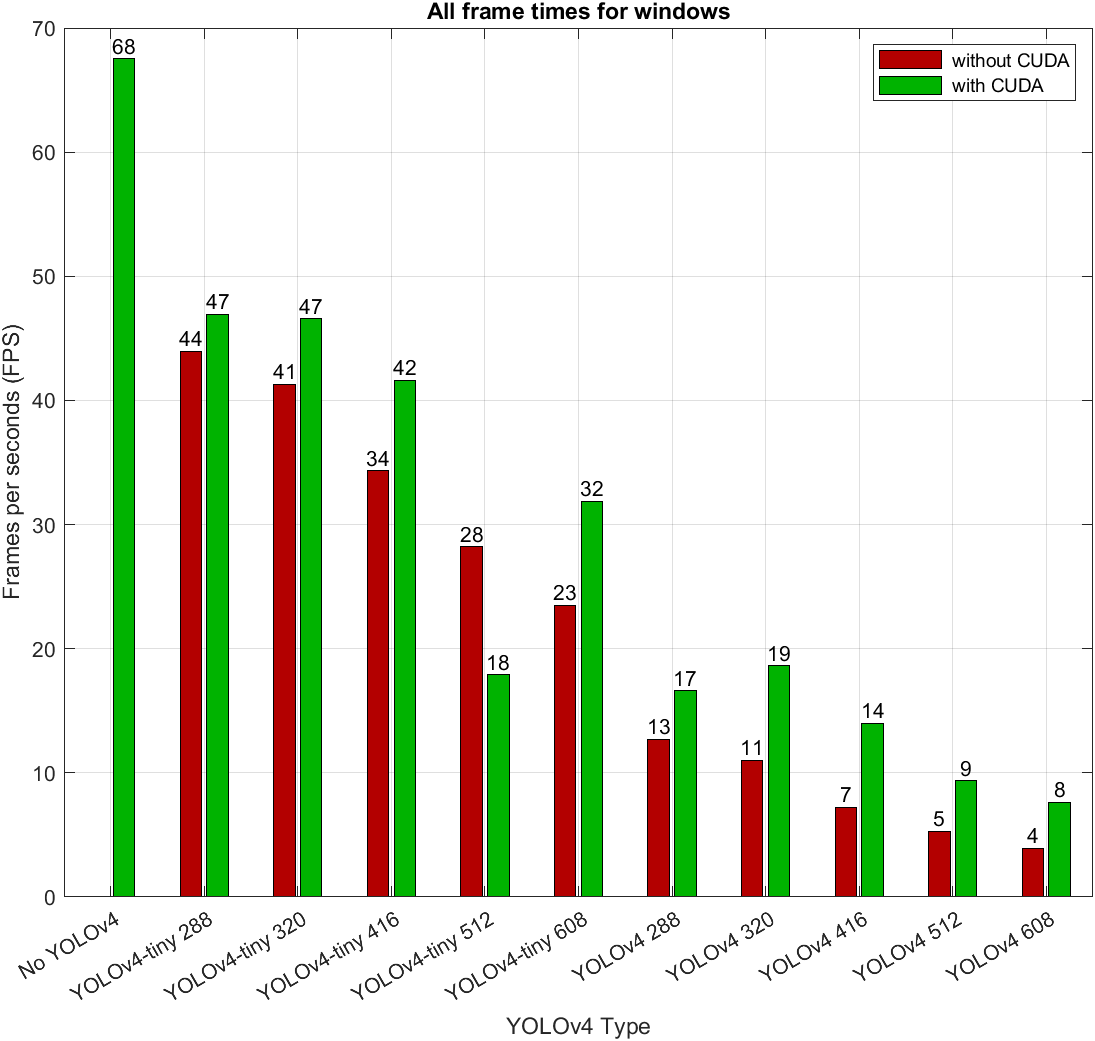 All frame times for windows
without CUDA
with CUDA
Frames per seconds (FPS)
70
60
50
40
30
20
10
0
68
44
47
41
47
34
42
28
18
23
32
13
17
11
19
7
14
5
9
4
8
No YOLOv4
YOLOv4-tiny 288
YOLOv4-tiny 320
YOLOv4-tiny 416
YOLOv4-tiny 512
YOLOv4-tiny 608
YOLOv4 288
YOLOv4 320
YOLOv4 416
YOLOv4 512
YOLOv4 608
YOLOv4 Type